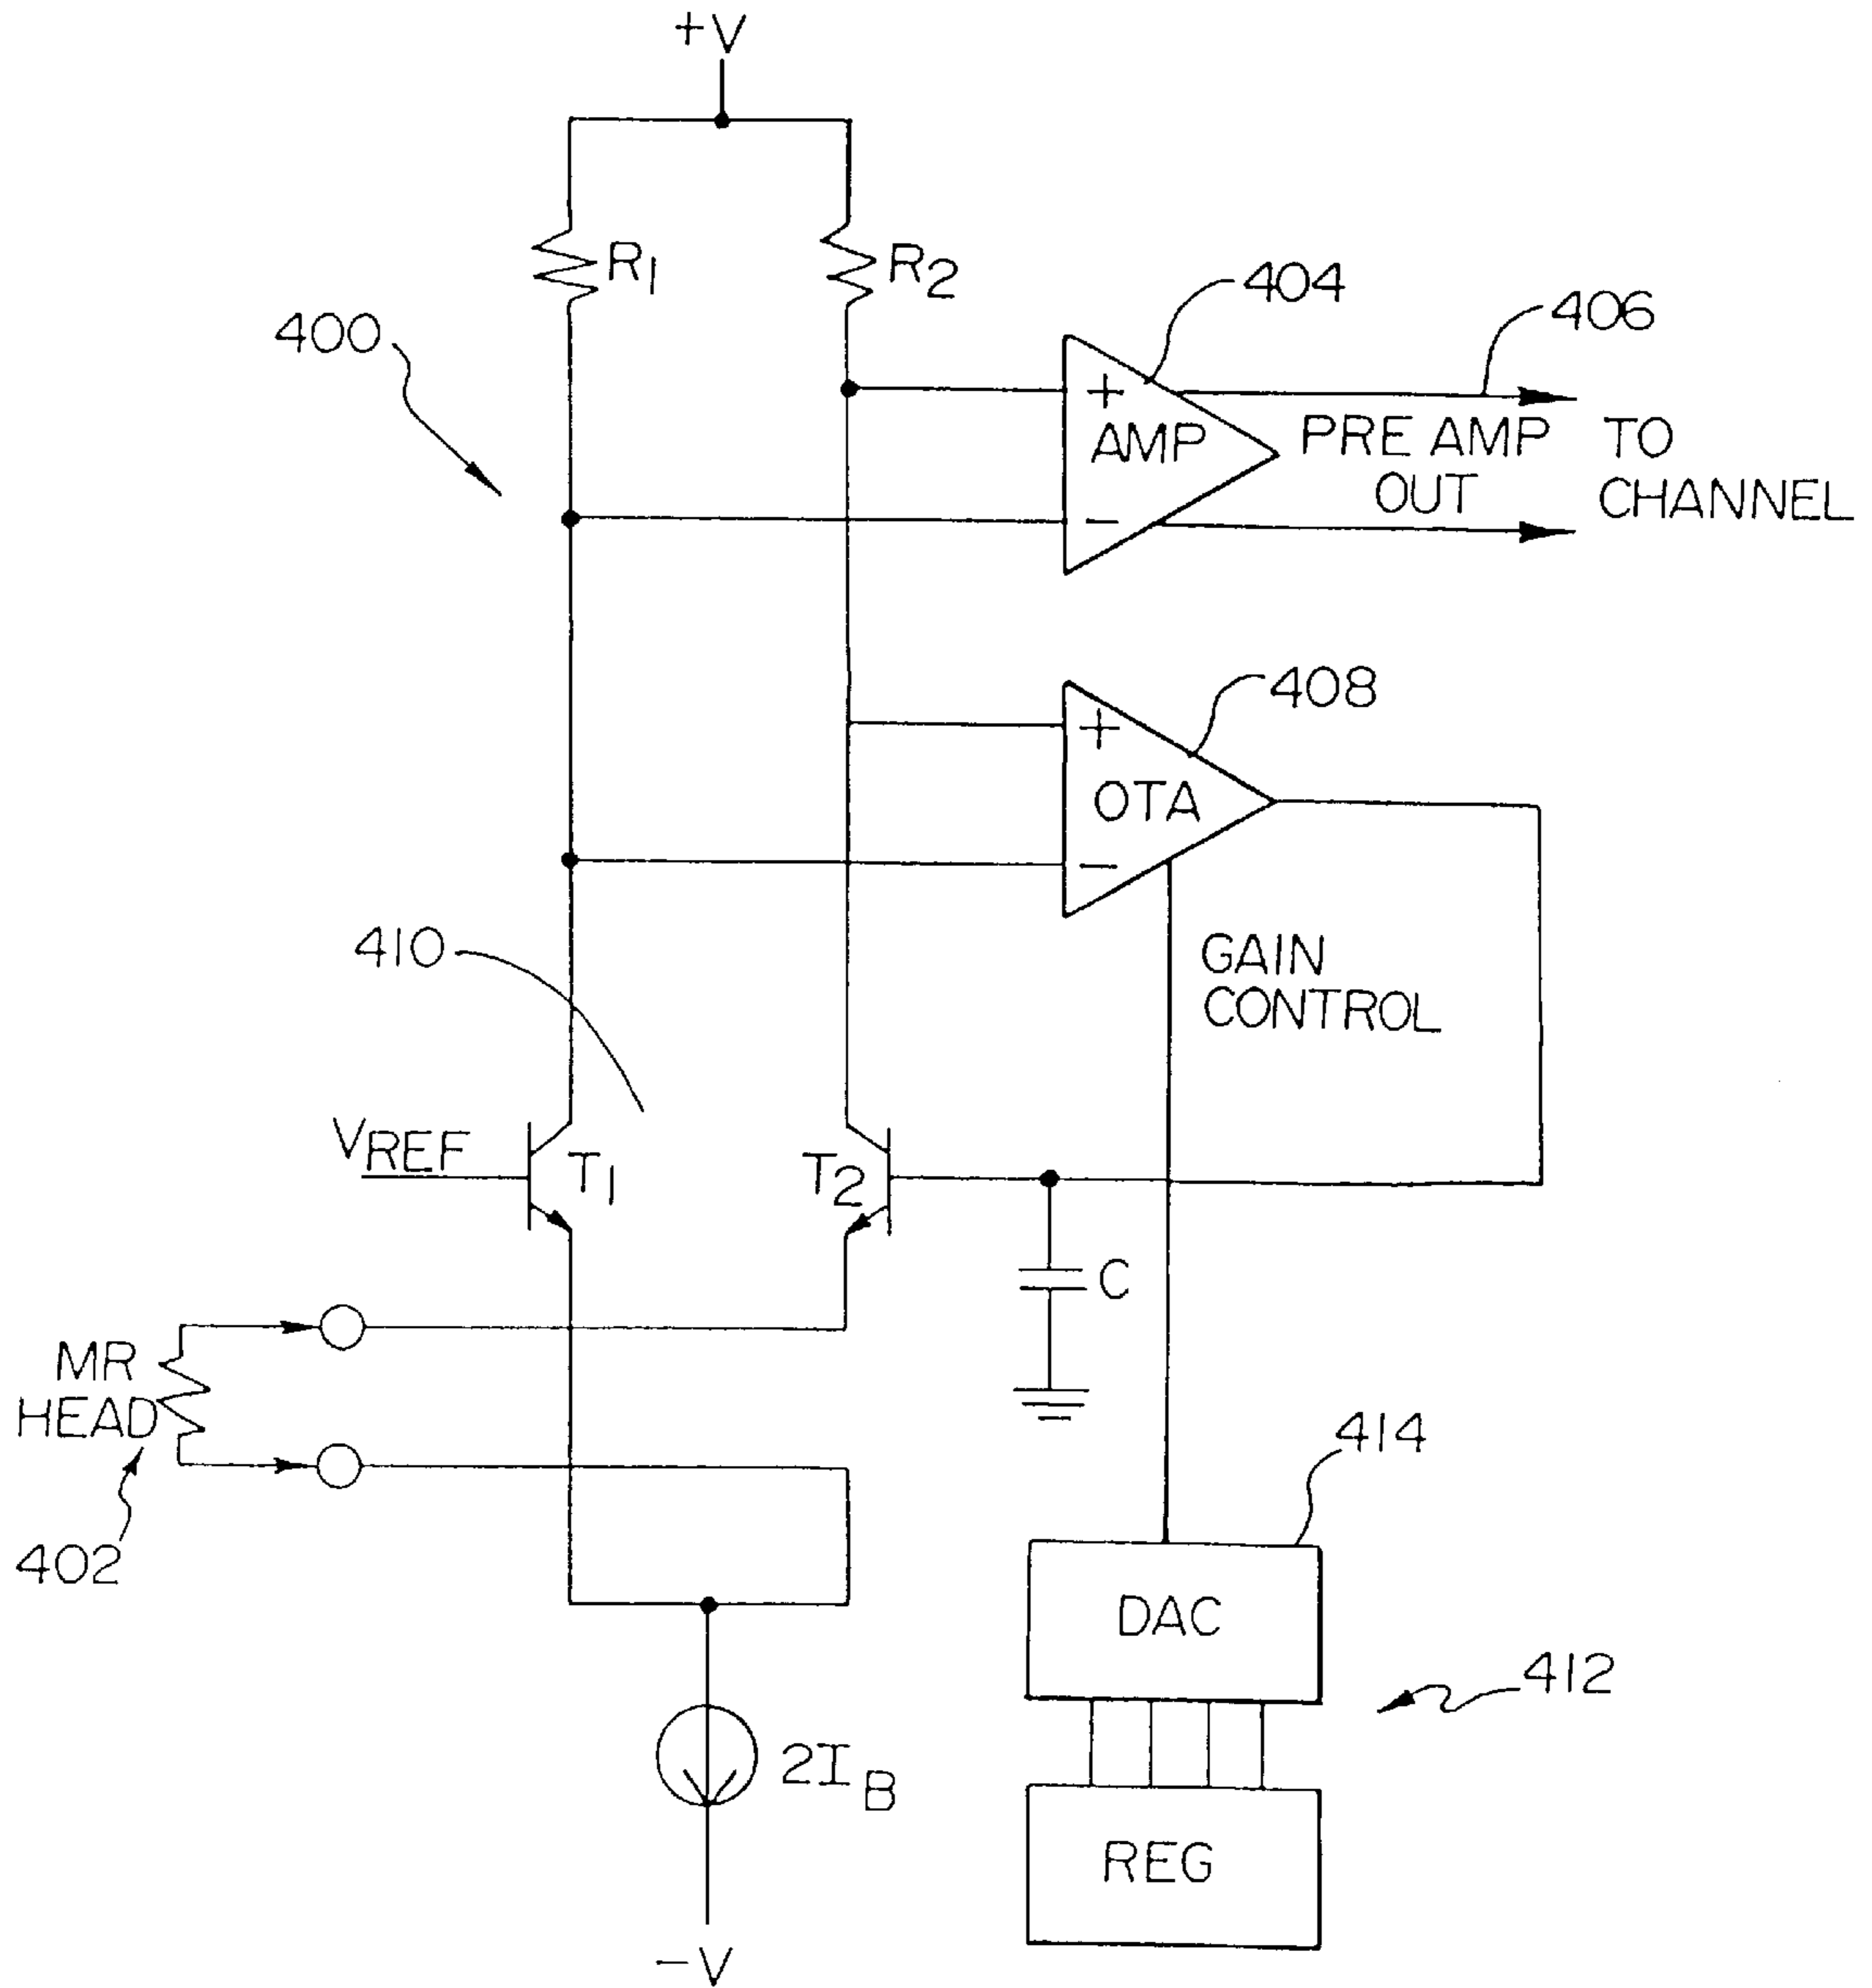 +V
R1
R2
404
406
400
+
AMP
−
PRE AMP
OUT
TO
CHANNEL
408
+
OTA
−
410
GAIN
CONTROL
VREF
T1
T2
C
MR
HEAD
402
414
DAC
412
2IB
REG
−V